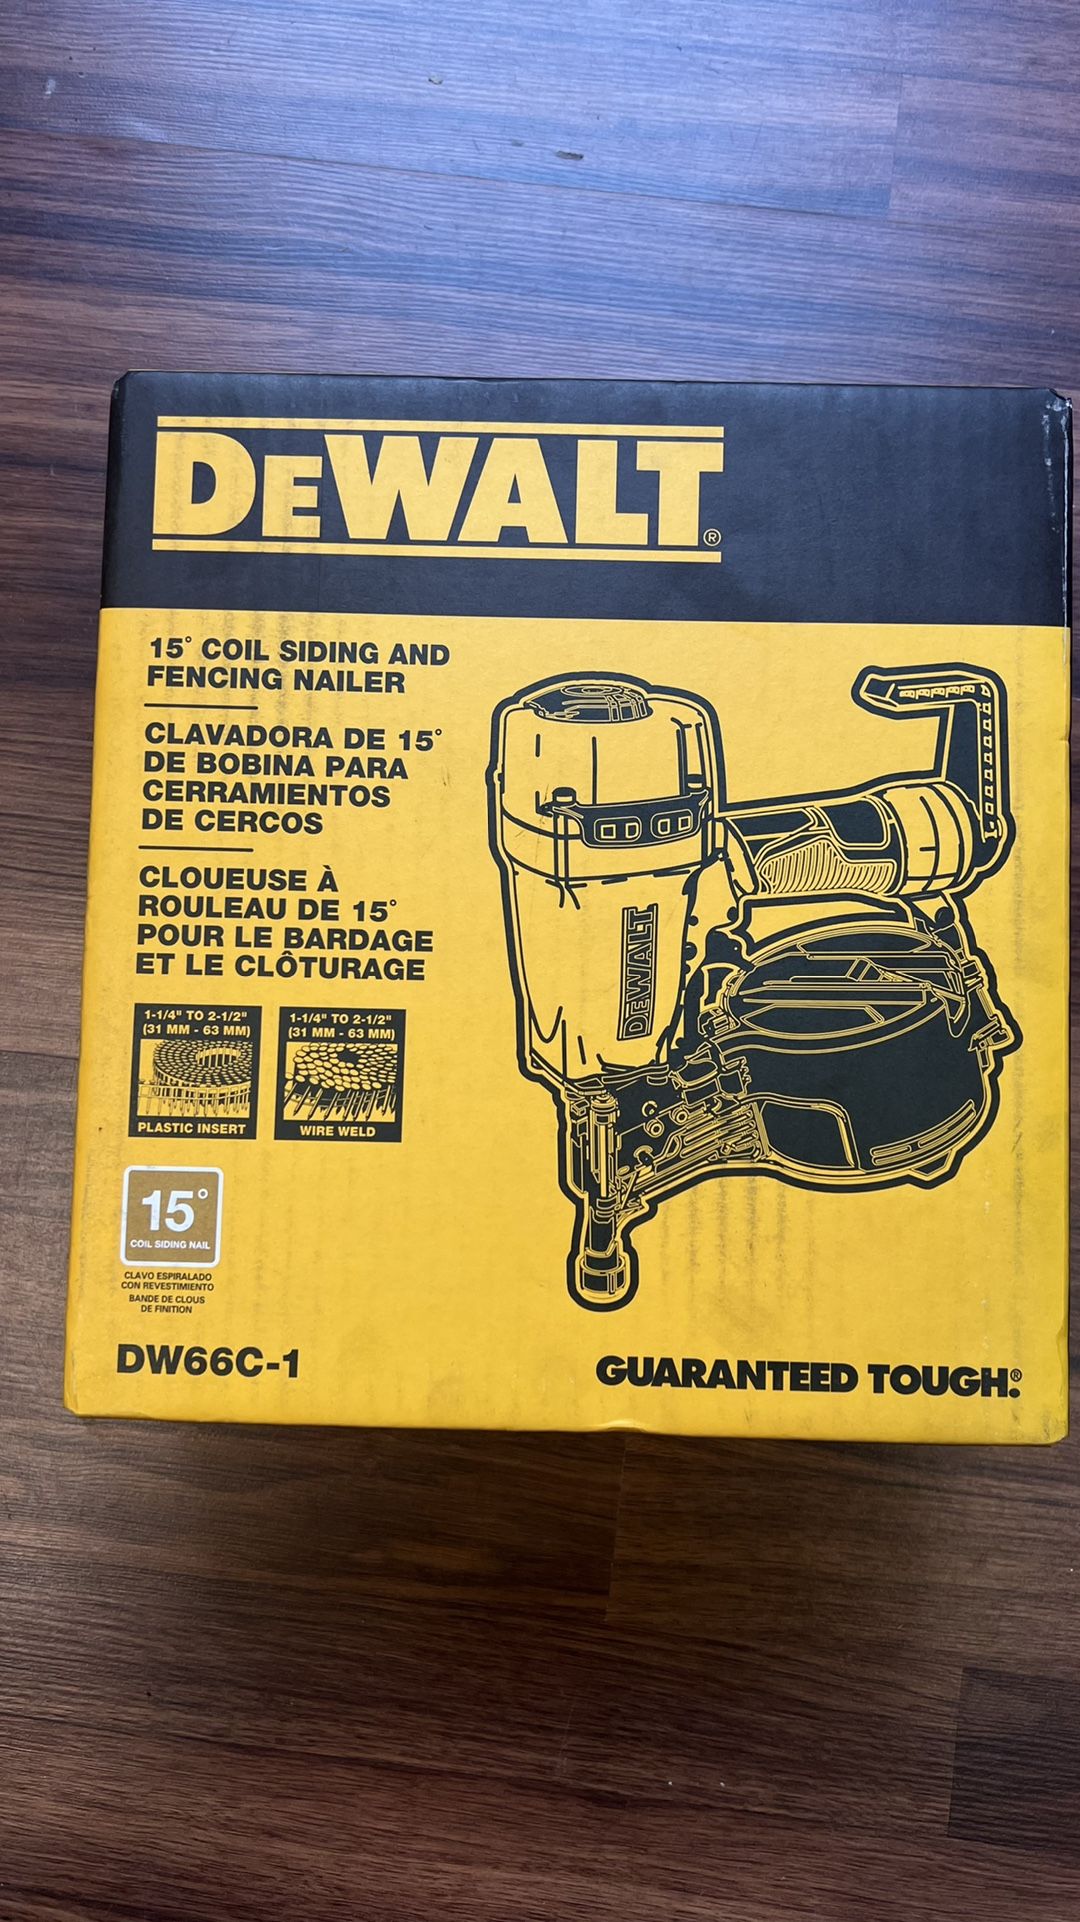 DEWALT®
15° COIL SIDING AND
FENCING NAILER
CLAVADORA DE 15°
DE BOBINA PARA
CERRAMIENTOS
DE CERCOS
CLOUEUSE À
ROULEAU DE 15°
POUR LE BARDAGE
ET LE CLÔTURAGE
1-1/4" TO 2-1/2"
(31 MM - 63 MM)
PLASTIC INSERT
1-1/4" TO 2-1/2"
(31 MM - 63 MM)
WIRE WELD
DEWALT
15°
COIL SIDING NAIL
CLAVO ESPIRALADO
CON REVESTIMIENTO
BANDE DE CLOUS
DE FINITION
DW66C-1
GUARANTEED TOUGH.®